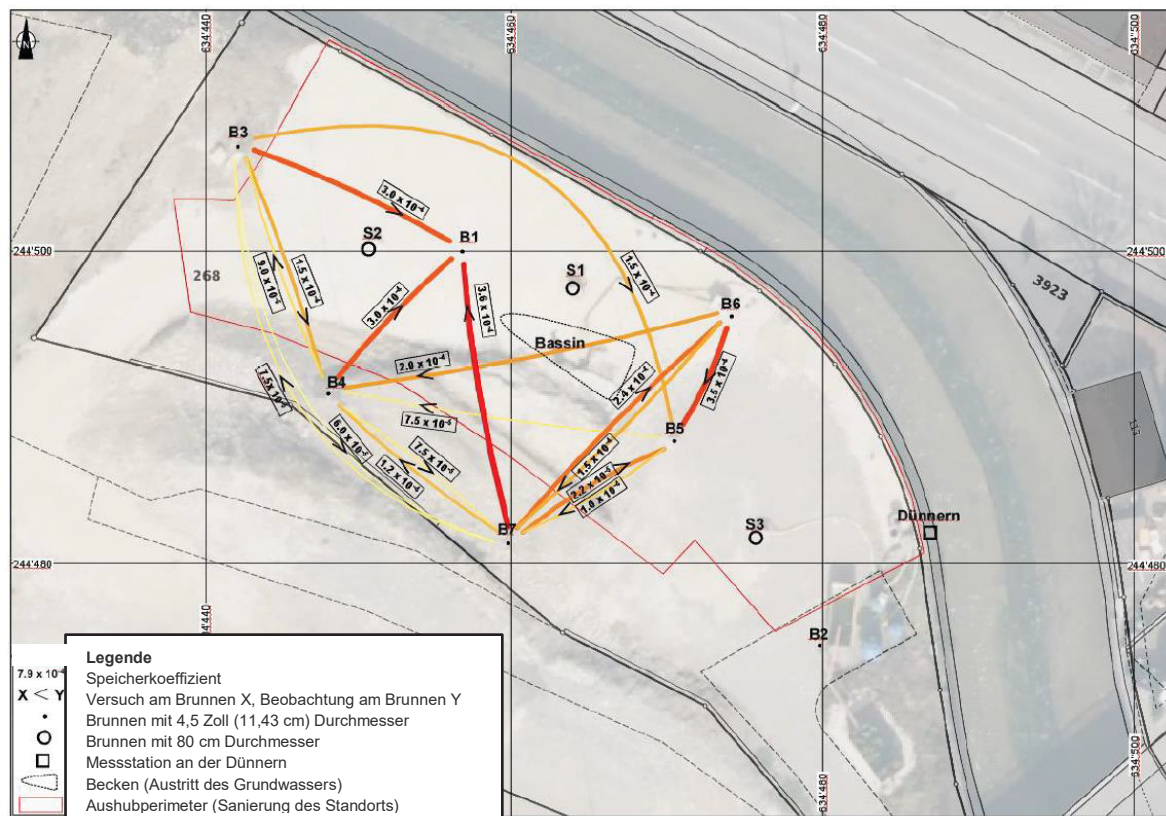 N
634'440
634'460
634'480
634'500
B3
3.0 x 10⁻⁴
S2
B1
244'500
244'500
268
9.0 x 10⁻⁵
1.5 x 10⁻⁴
3.0 x 10⁻⁴
3.6 x 10⁻⁴
S1
1.5 x 10⁻⁴
3923
B6
Bassin
2.0 x 10⁻⁴
2.4 x 10⁻⁴
3.5 x 10⁻⁴
B4
7.5 x 10⁻⁵
7.5 x 10⁻⁵
B5
6.0 x 10⁻⁵
7.5 x 10⁻⁵
1.2 x 10⁻⁴
1.5 x 10⁻⁴
1.0 x 10⁻⁴
B7
S3
Dünnern
244'480
244'480
B2
634'440
634'480
634'500
Legende
7.9 x 10⁻⁴ Speicherkoeffizient
X < Y Versuch am Brunnen X, Beobachtung am Brunnen Y
Brunnen mit 4,5 Zoll (11,43 cm) Durchmesser
Brunnen mit 80 cm Durchmesser
Messstation an der Dünnern
Becken (Austritt des Grundwassers)
Aushubperimeter (Sanierung des Standorts)